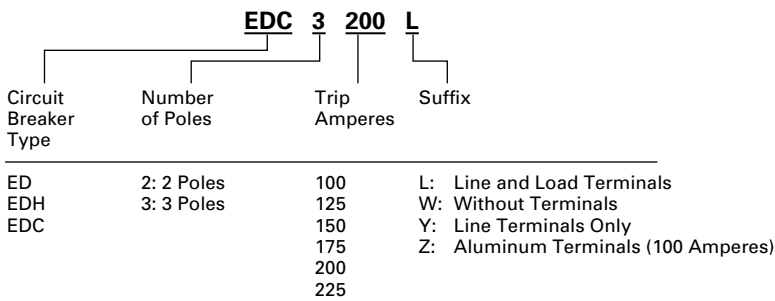 EDC 3 200 L
Circuit Breaker Type
Number of Poles
Trip Amperes
Suffix
ED 2: 2 Poles 100 L: Line and Load Terminals
EDH 3: 3 Poles 125 W: Without Terminals
EDC 150 Y: Line Terminals Only
175 Z: Aluminum Terminals (100 Amperes)
200
225